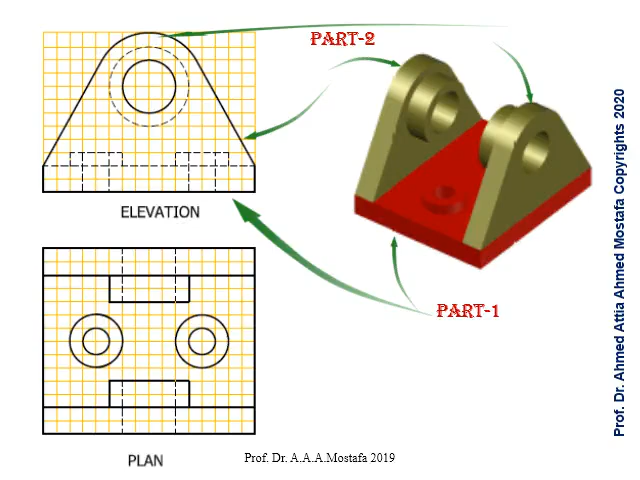 PART-2
ELEVATION
PART-1
PLAN
Prof. Dr. A.A.A.Mostafa 2019
Prof. Dr. Ahmed Attia Ahmed Mostafa Copyrights 2020